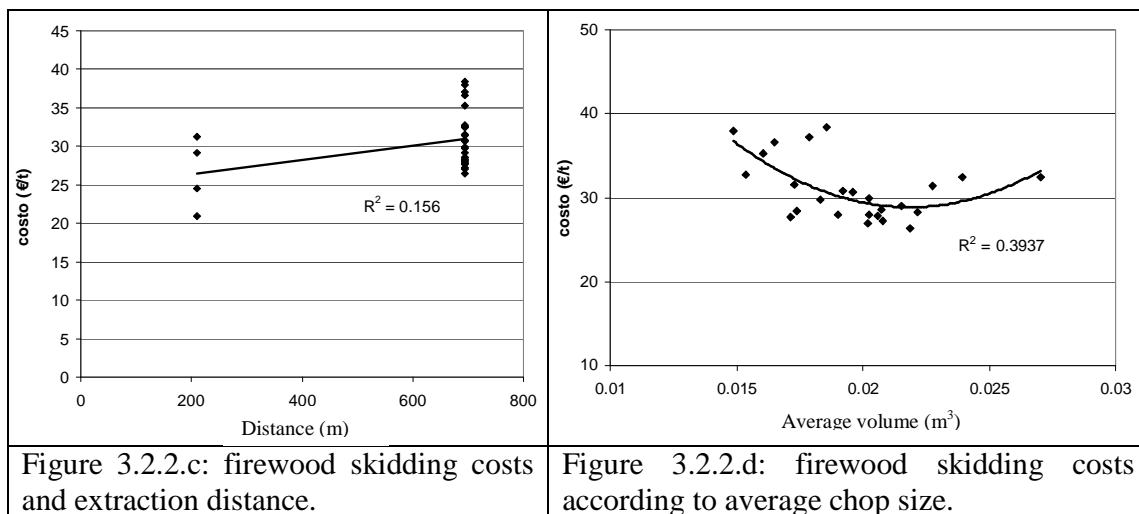 45
40
35
30
25
20
15
10
5
0
costo (€/t)
R² = 0.156
0
200
400
600
800
Distance (m)
Figure 3.2.2.c: firewood skidding costs
and extraction distance.
50
40
30
20
10
costo (€/t)
R² = 0.3937
0.01
0.015
0.02
0.025
0.03
Average volume (m³)
Figure 3.2.2.d: firewood skidding costs
according to average chop size.